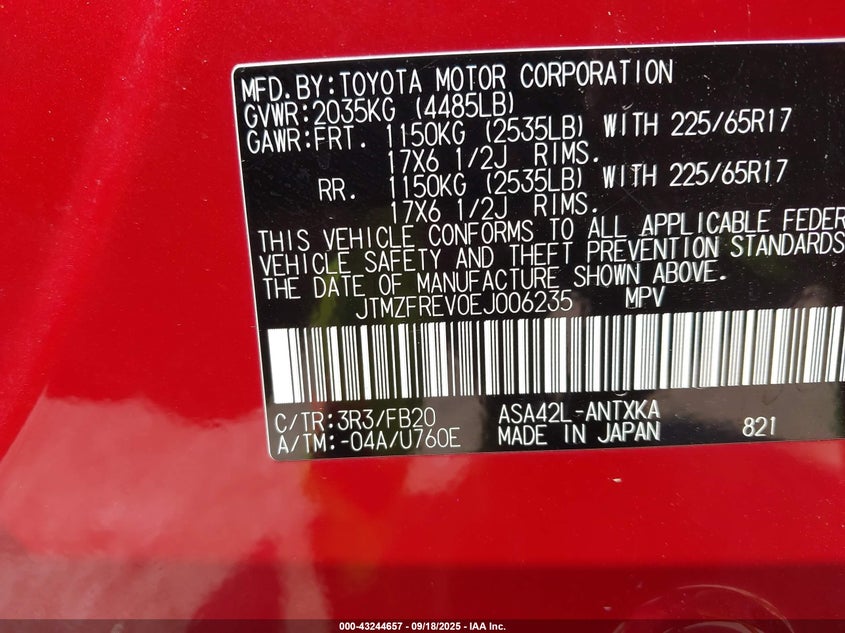 MFD.BY:TOYOTA MOTOR CORPORATION
GVWR:2035KG (4485LB)
GAWR:FRT. 1150KG (2535LB) WITH 225/65R17
17X6 1/2J RIMS.
RR. 1150KG (2535LB) WITH 225/65R17
17X6 1/2J RIMS.
THIS VEHICLE CONFORMS TO ALL APPLICABLE FEDER
VEHICLE SAFETY AND THEFT PREVENTION STANDARDS
THE DATE OF MANUFACTURE SHOWN ABOVE.
JTMZFREV0EJ006235 MPV
C/TR:3R3/FB20 ASA42L-ANTXKA
A/TM:-04A/U760E MADE IN JAPAN 821
000-43244657 - 09/18/2025 - IAA Inc.